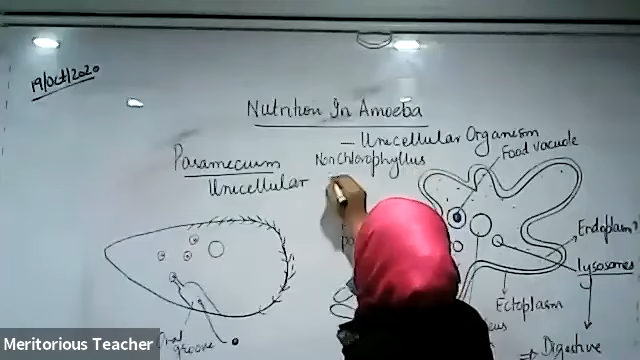 19/Oct/2020
Nutrition In Amoeba
— Unicellular Organism
Paramecium
Unicellular
Non Chlorophyllus
Food vacuole
Endoplasm
Lysosomes
Ectoplasm
Oral
groove
→ Digestive
Meritorious Teacher